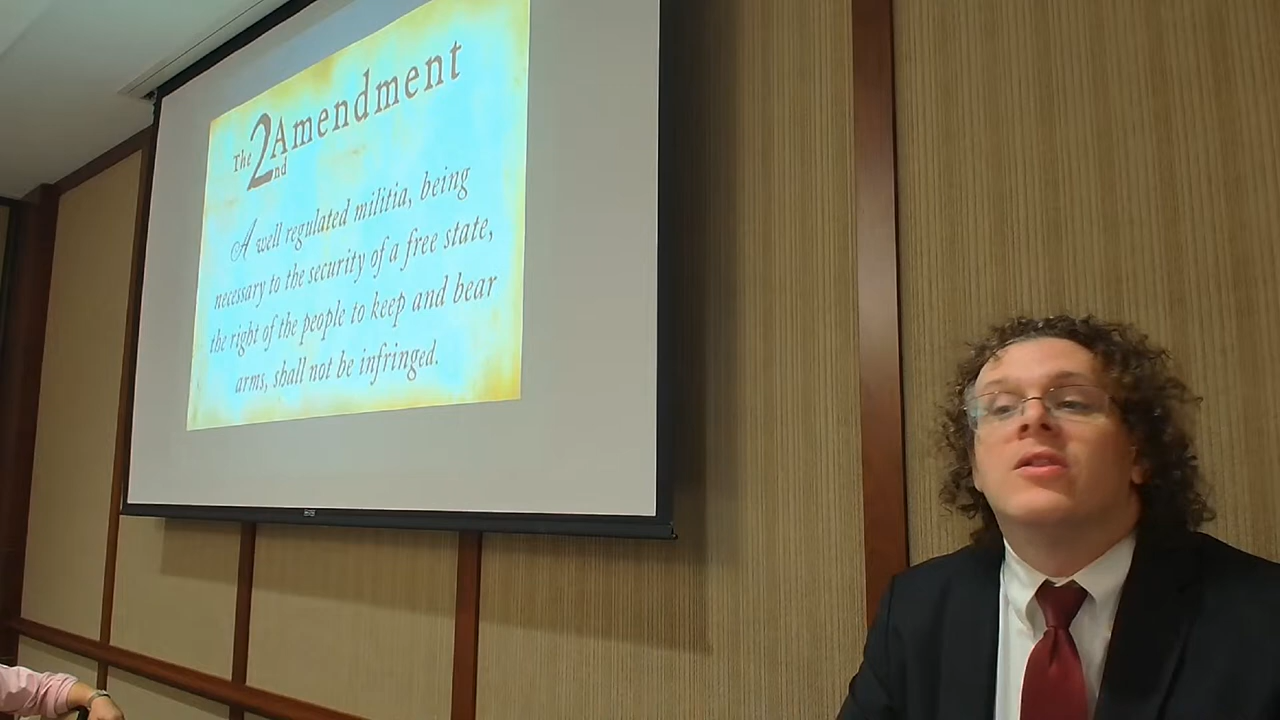 The 2nd Amendment
A well regulated militia, being
necessary to the security of a free state,
the right of the people to keep and bear
arms, shall not be infringed.